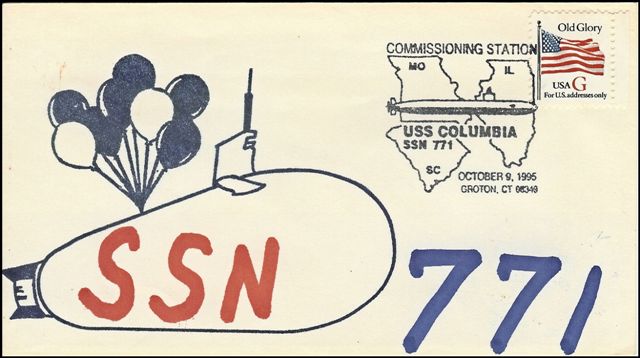 COMMISSIONING STATION
MO
IL
USS COLUMBIA
SSN 771
SC
OCTOBER 9, 1995
GROTON, CT 06349
Old Glory
USA G
For U.S. addresses only
E
E
SSN
771